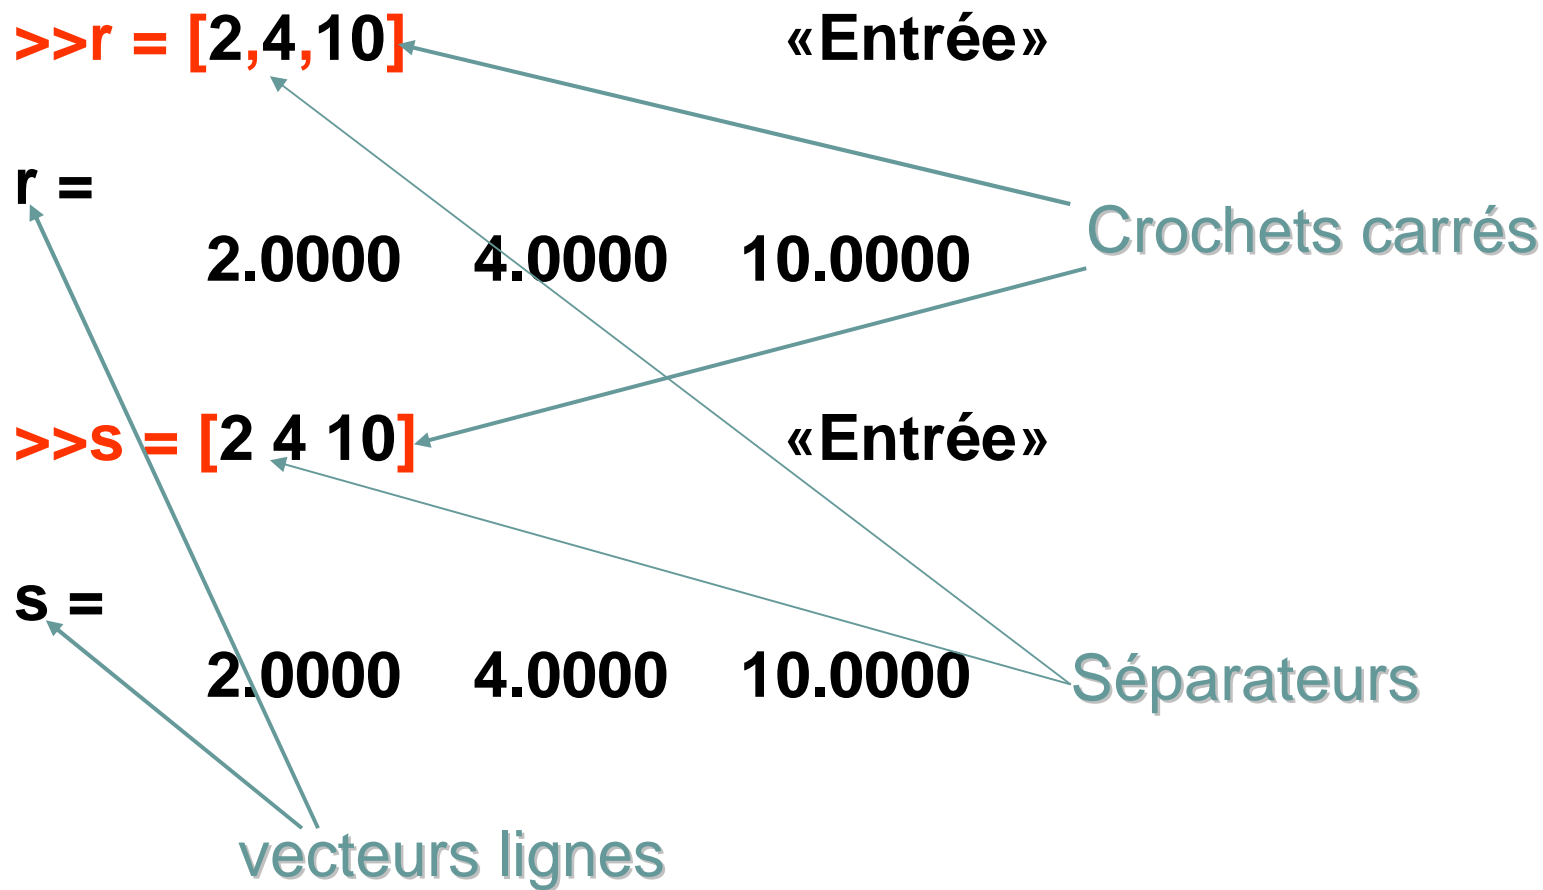 >>r = [2,4,10] «Entrée»
r =
2.0000 4.0000 10.0000
Crochets carrés
>>s = [2 4 10] «Entrée»
s =
2.0000 4.0000 10.0000
Séparateurs
vecteurs lignes